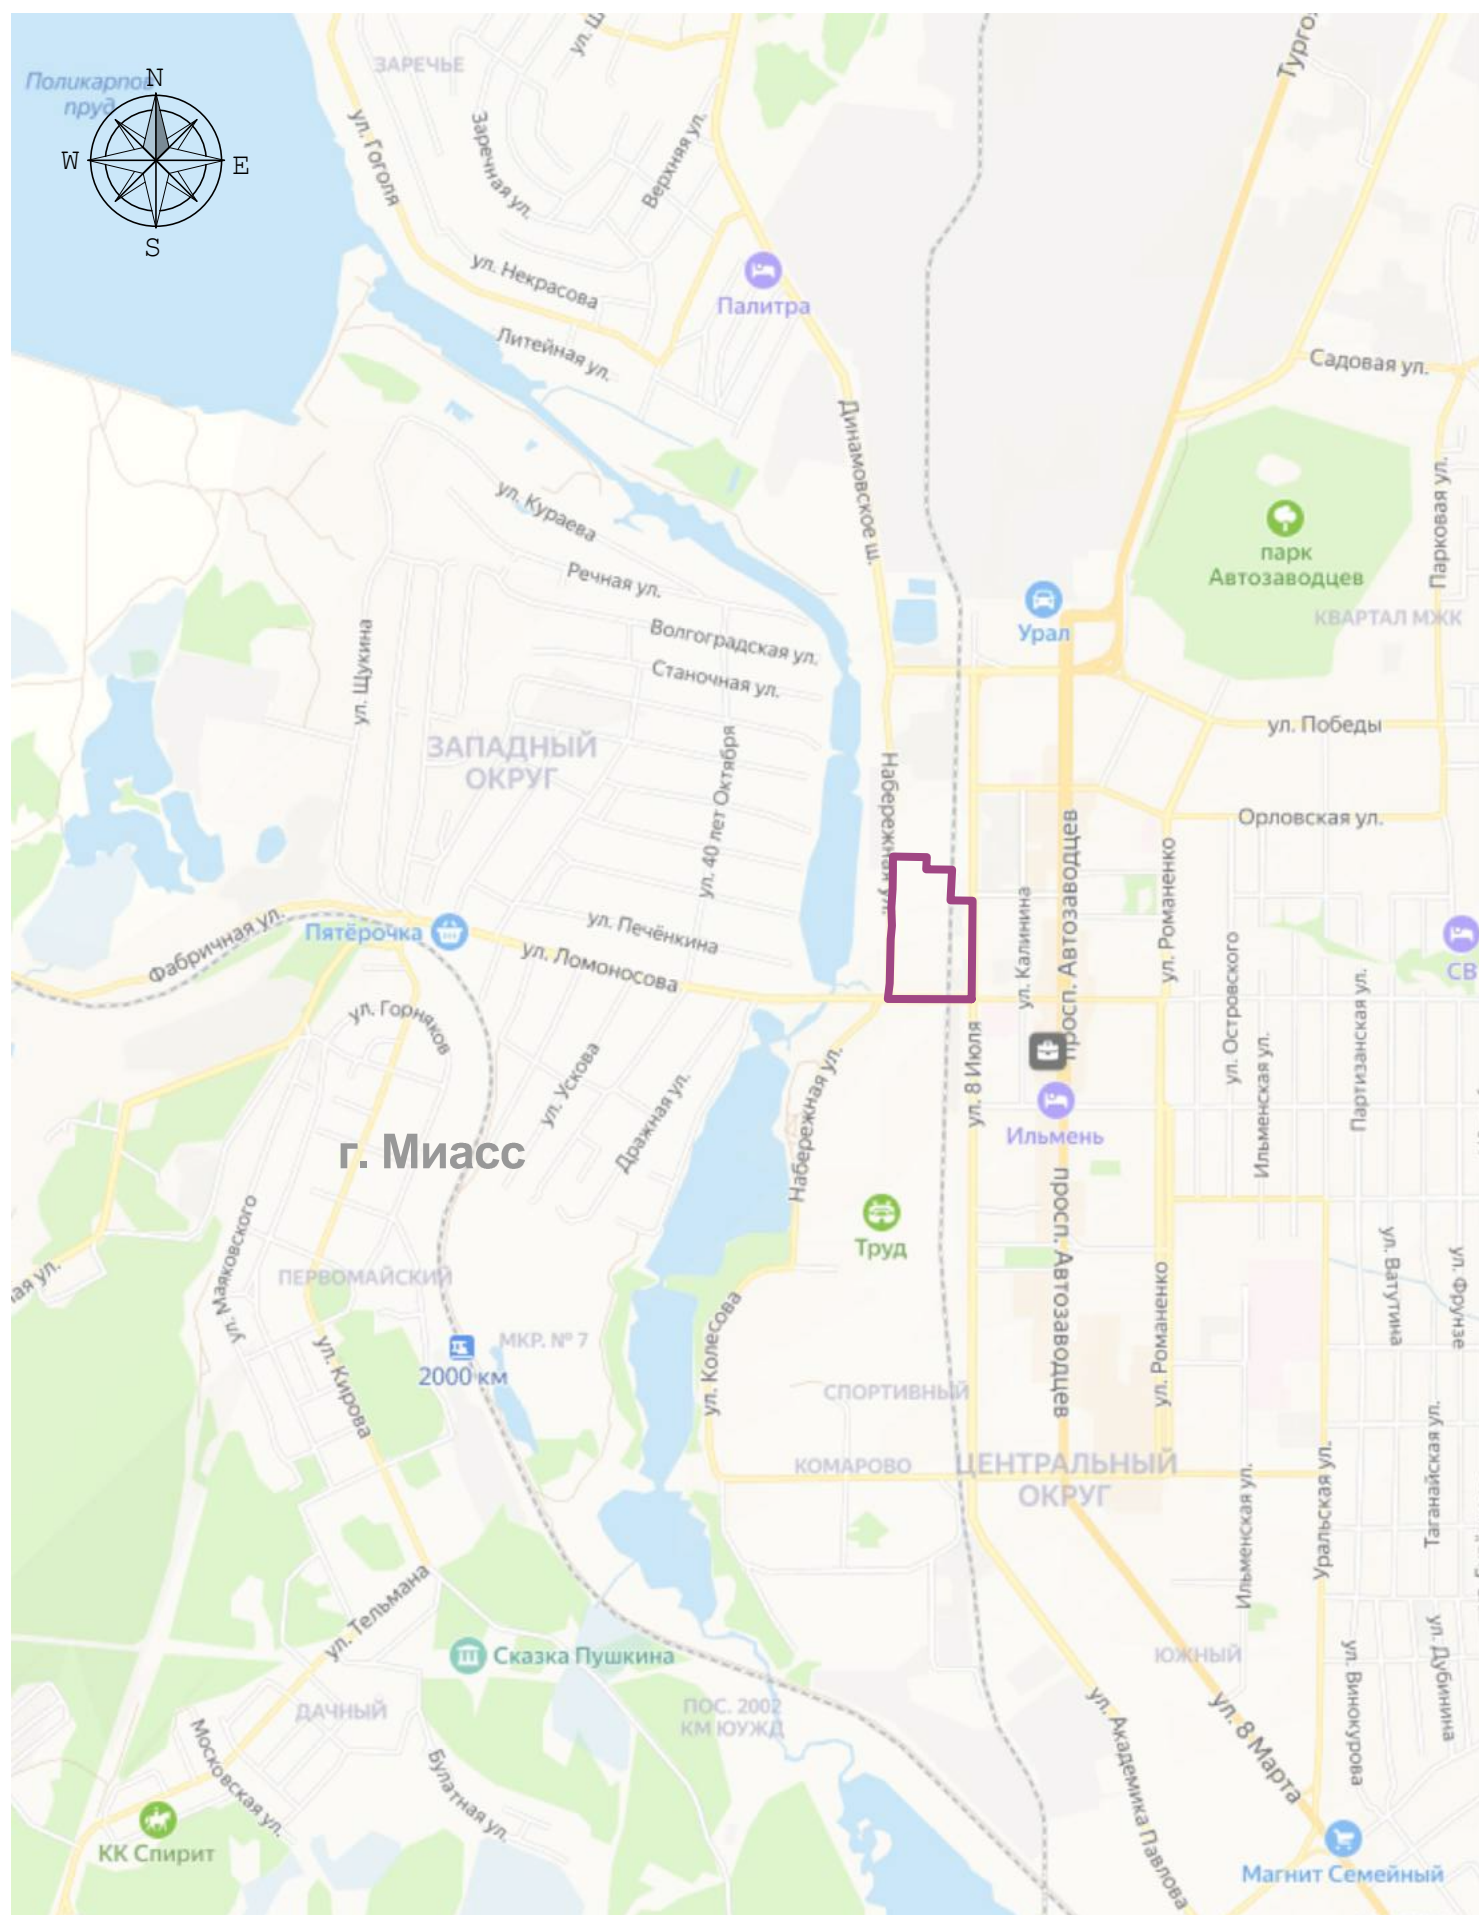 ЗАРЕЧЬЕ
Поликарпов
пруд
N
W
E
S
ул. Гоголя
Заречная ул.
Верхняя ул.
ул. Некрасова
Палитра
Литейная ул.
Динамовское ш.
Садовая ул.
Парковая ул.
парк
Автозаводцев
КВАРТАЛ МЖК
Урал
ул. Кураева
Речная ул.
Волгоградская ул.
Станочная ул.
ул. Щукина
ЗАПАДНЫЙ
ОКРУГ
ул. 40 лет Октября
Набережная ул.
ул. Победы
Орловская ул.
просп. Автозаводцев
ул. Романенко
ул. Калинина
Фабричная ул.
Пятёрочка
ул. Печёнкина
ул. Ломоносова
ул. Островского
Ильменская ул.
Партизанская ул.
СВ
ул. Горняков
ул. Ускова
Дражная ул.
Набережная ул.
ул. 8 Июля
Ильмень
г. Миасс
Труд
просп. Автозаводцев
ул. Маяковского
ПЕРВОМАЙСКИЙ
ул. Ватутина
ул. Фрунзе
ул. Романенко
ул. Колесова
МКР. № 7
2000 км
ул. Кирова
СПОРТИВНЫЙ
КОМАРОВО
ЦЕНТРАЛЬНЫЙ
ОКРУГ
Ильменская ул.
Уральская ул.
Таганайская ул.
ул. Тельмана
Сказка Пушкина
ДАЧНЫЙ
ПОС. 2002
КМ ЮУЖД
ЮЖНЫЙ
ул. Винокурова
ул. Дубинина
Московская ул.
Булатная ул.
ул. Академика Павлова
ул. 8 Марта
КК Спирит
Магнит Семейный